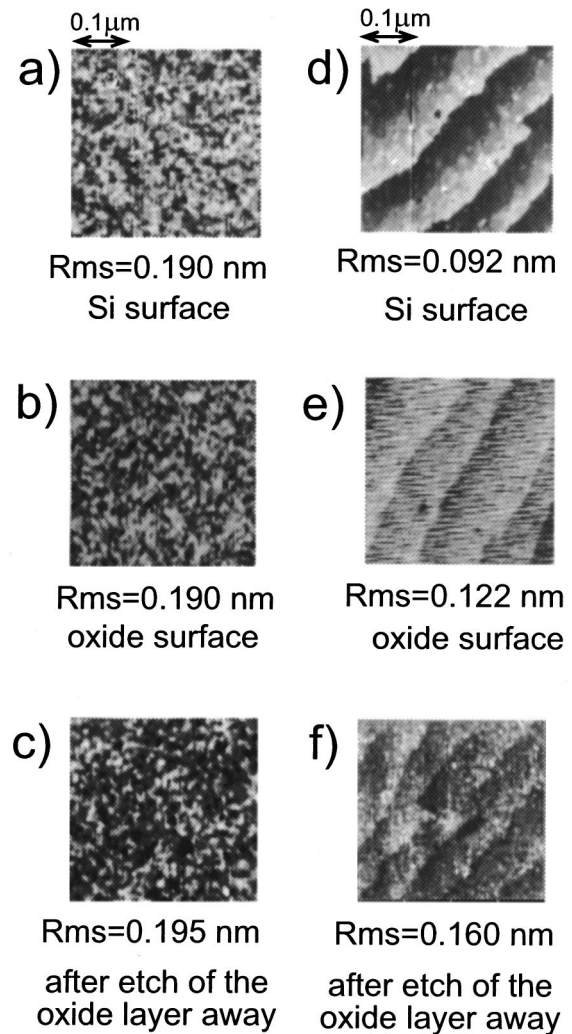 0.1μm
a)
Rms=0.190 nm
Si surface
b)
Rms=0.190 nm
oxide surface
c)
Rms=0.195 nm
after etch of the
oxide layer away
0.1μm
d)
Rms=0.092 nm
Si surface
e)
Rms=0.122 nm
oxide surface
f)
Rms=0.160 nm
after etch of the
oxide layer away